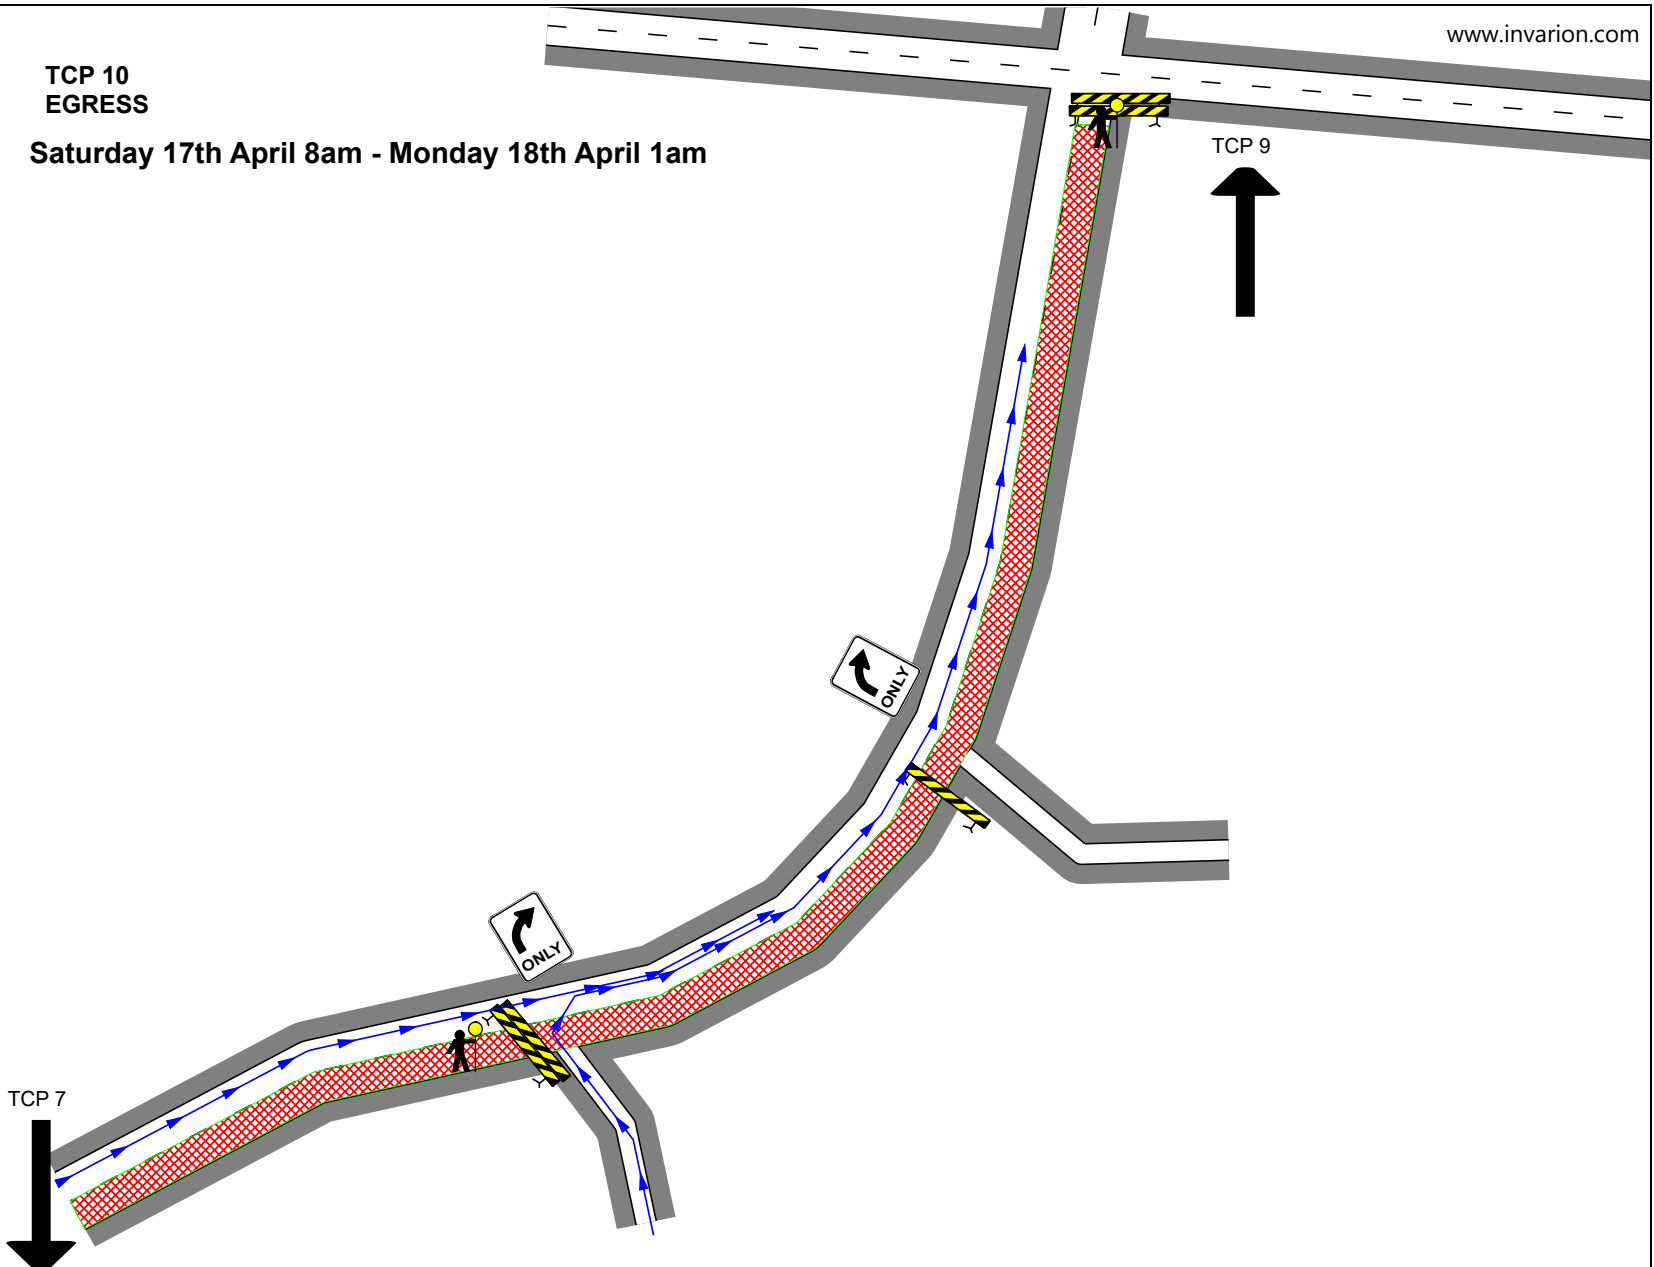 www.invarion.com
TCP 10
EGRESS
Saturday 17th April 8am - Monday 18th April 1am
TCP 9
ONLY
ONLY
TCP 7